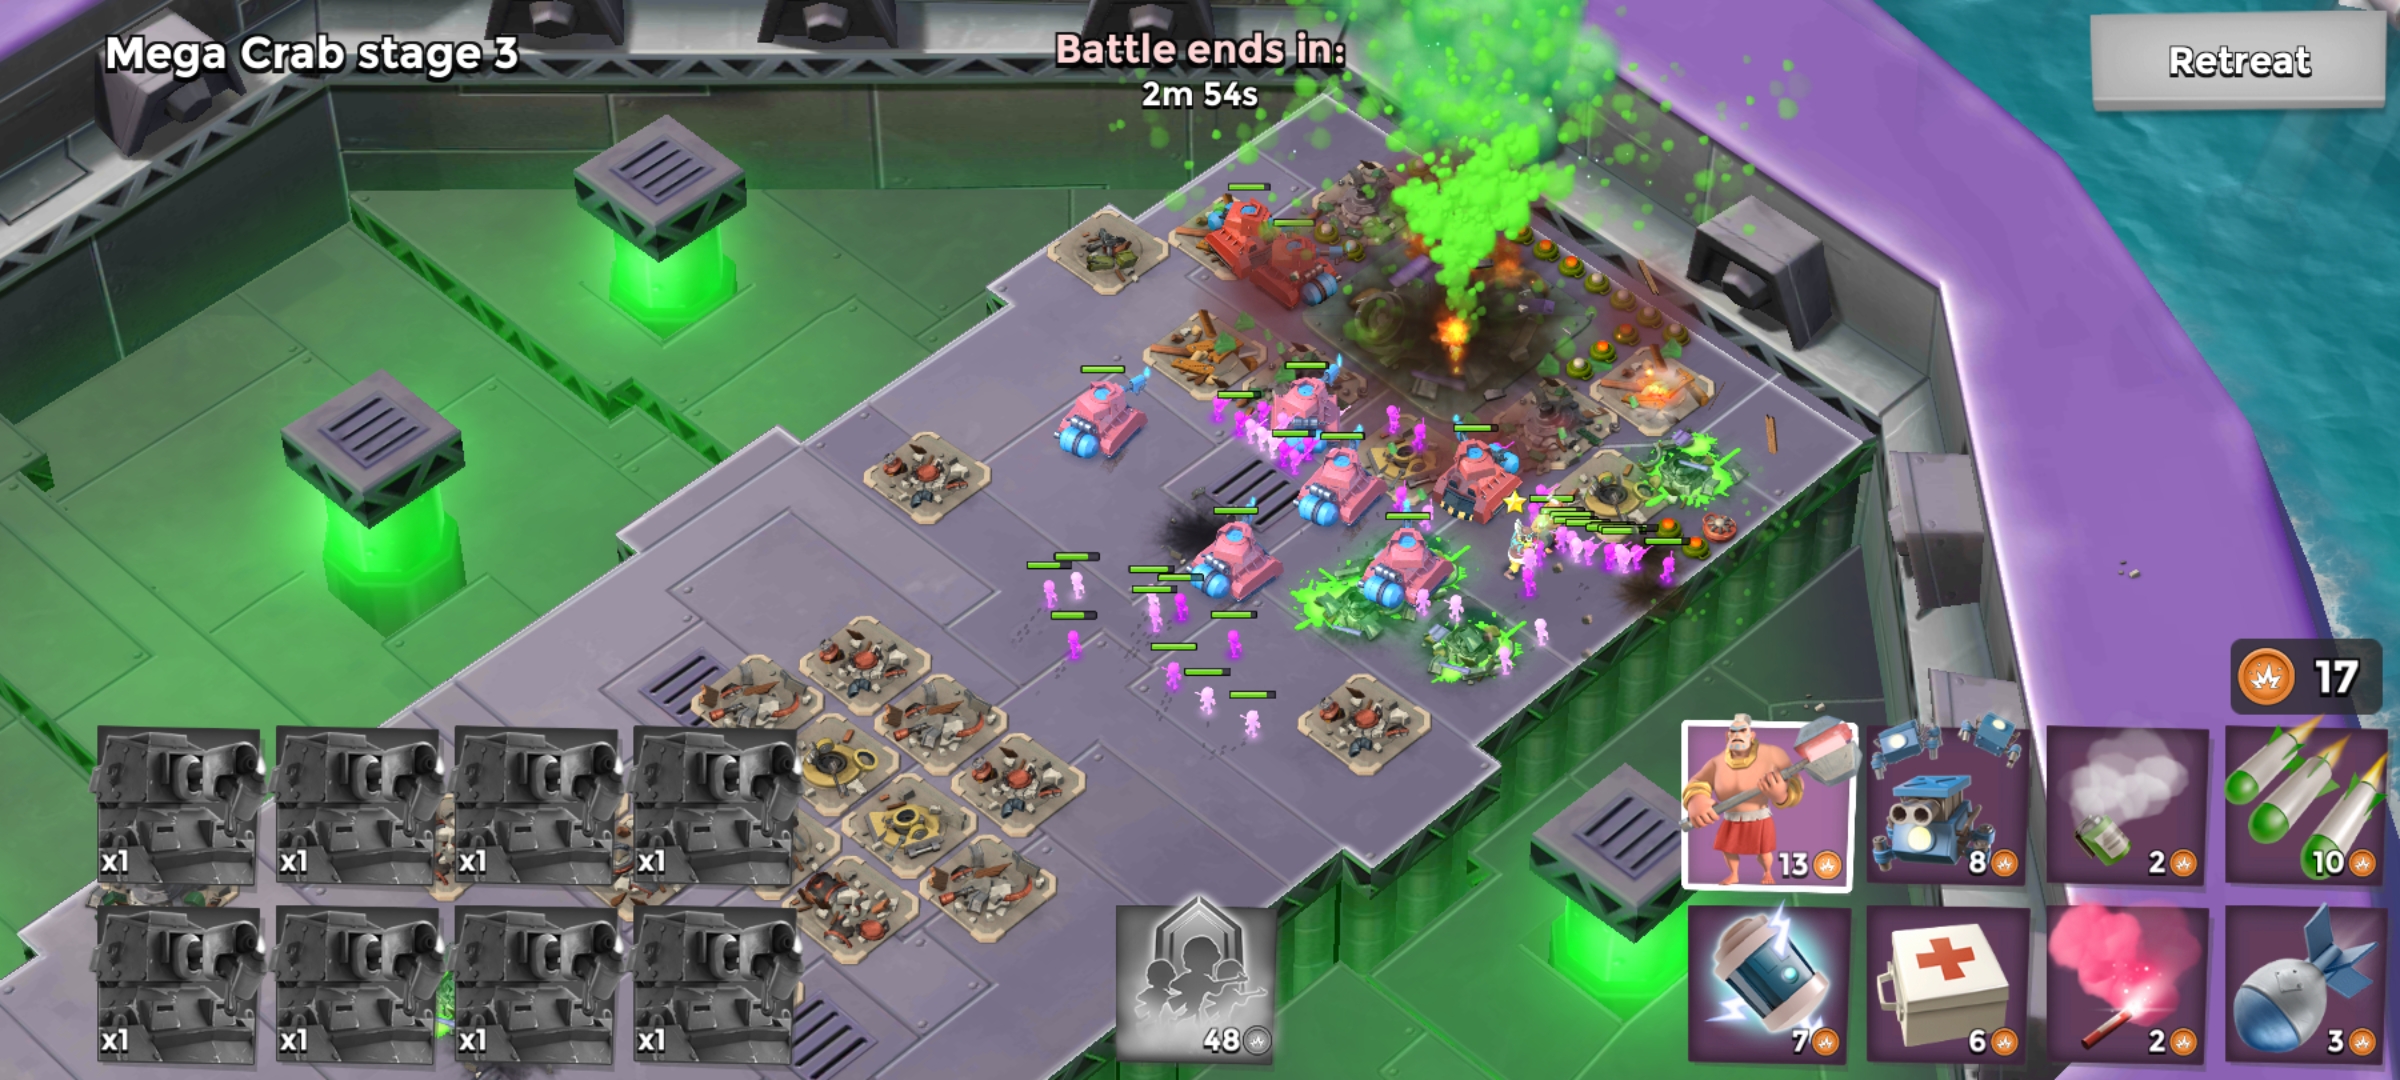 Mega Crab stage 3
Battle ends in:
2m 54s
Retreat
17
x1 x1 x1 x1
13 8 2 10
x1 x1 x1 x1
48
7 6 2 3